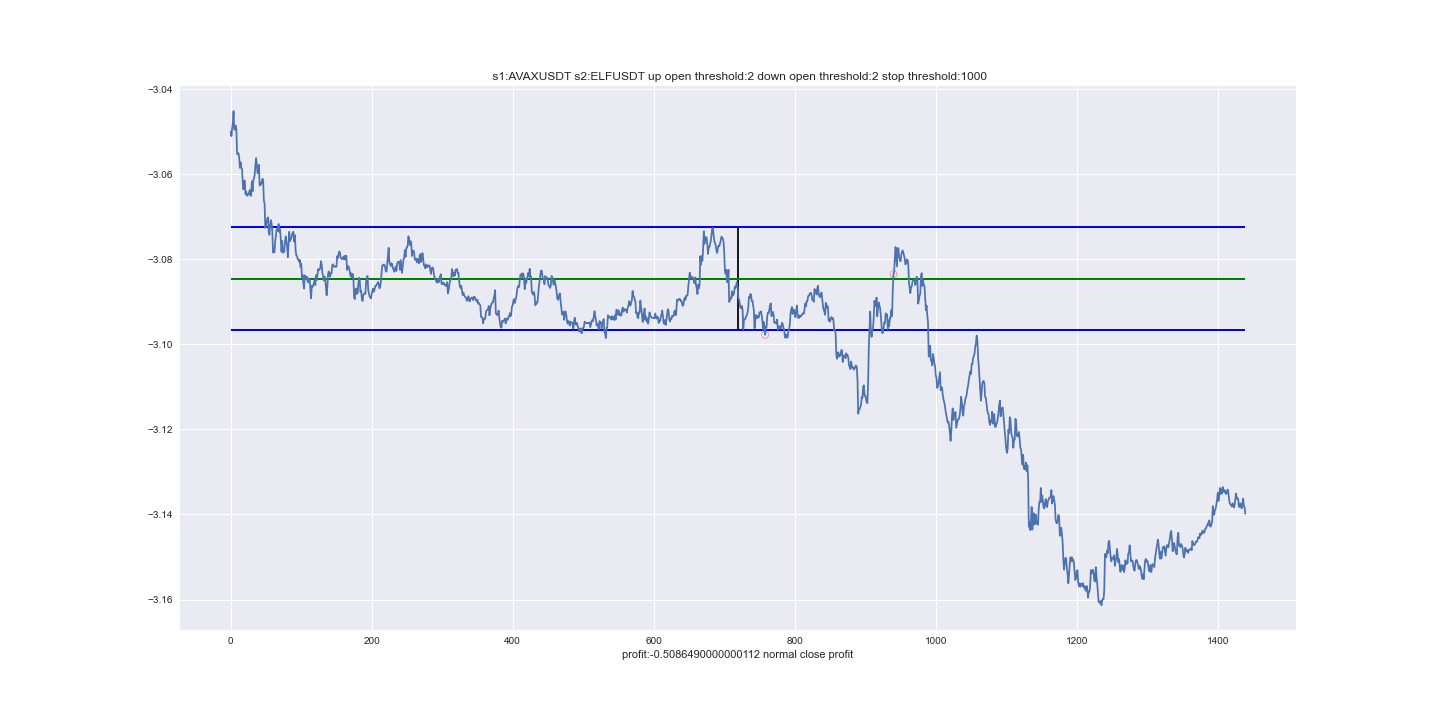 s1:AVAXUSDT s2:ELFUSDT up open threshold:2 down open threshold:2 stop threshold:1000
−3.04
−3.06
−3.08
−3.10
−3.12
−3.14
−3.16
0 200 400 600 800 1000 1200 1400
profit:-0.5086490000000112 normal close profit